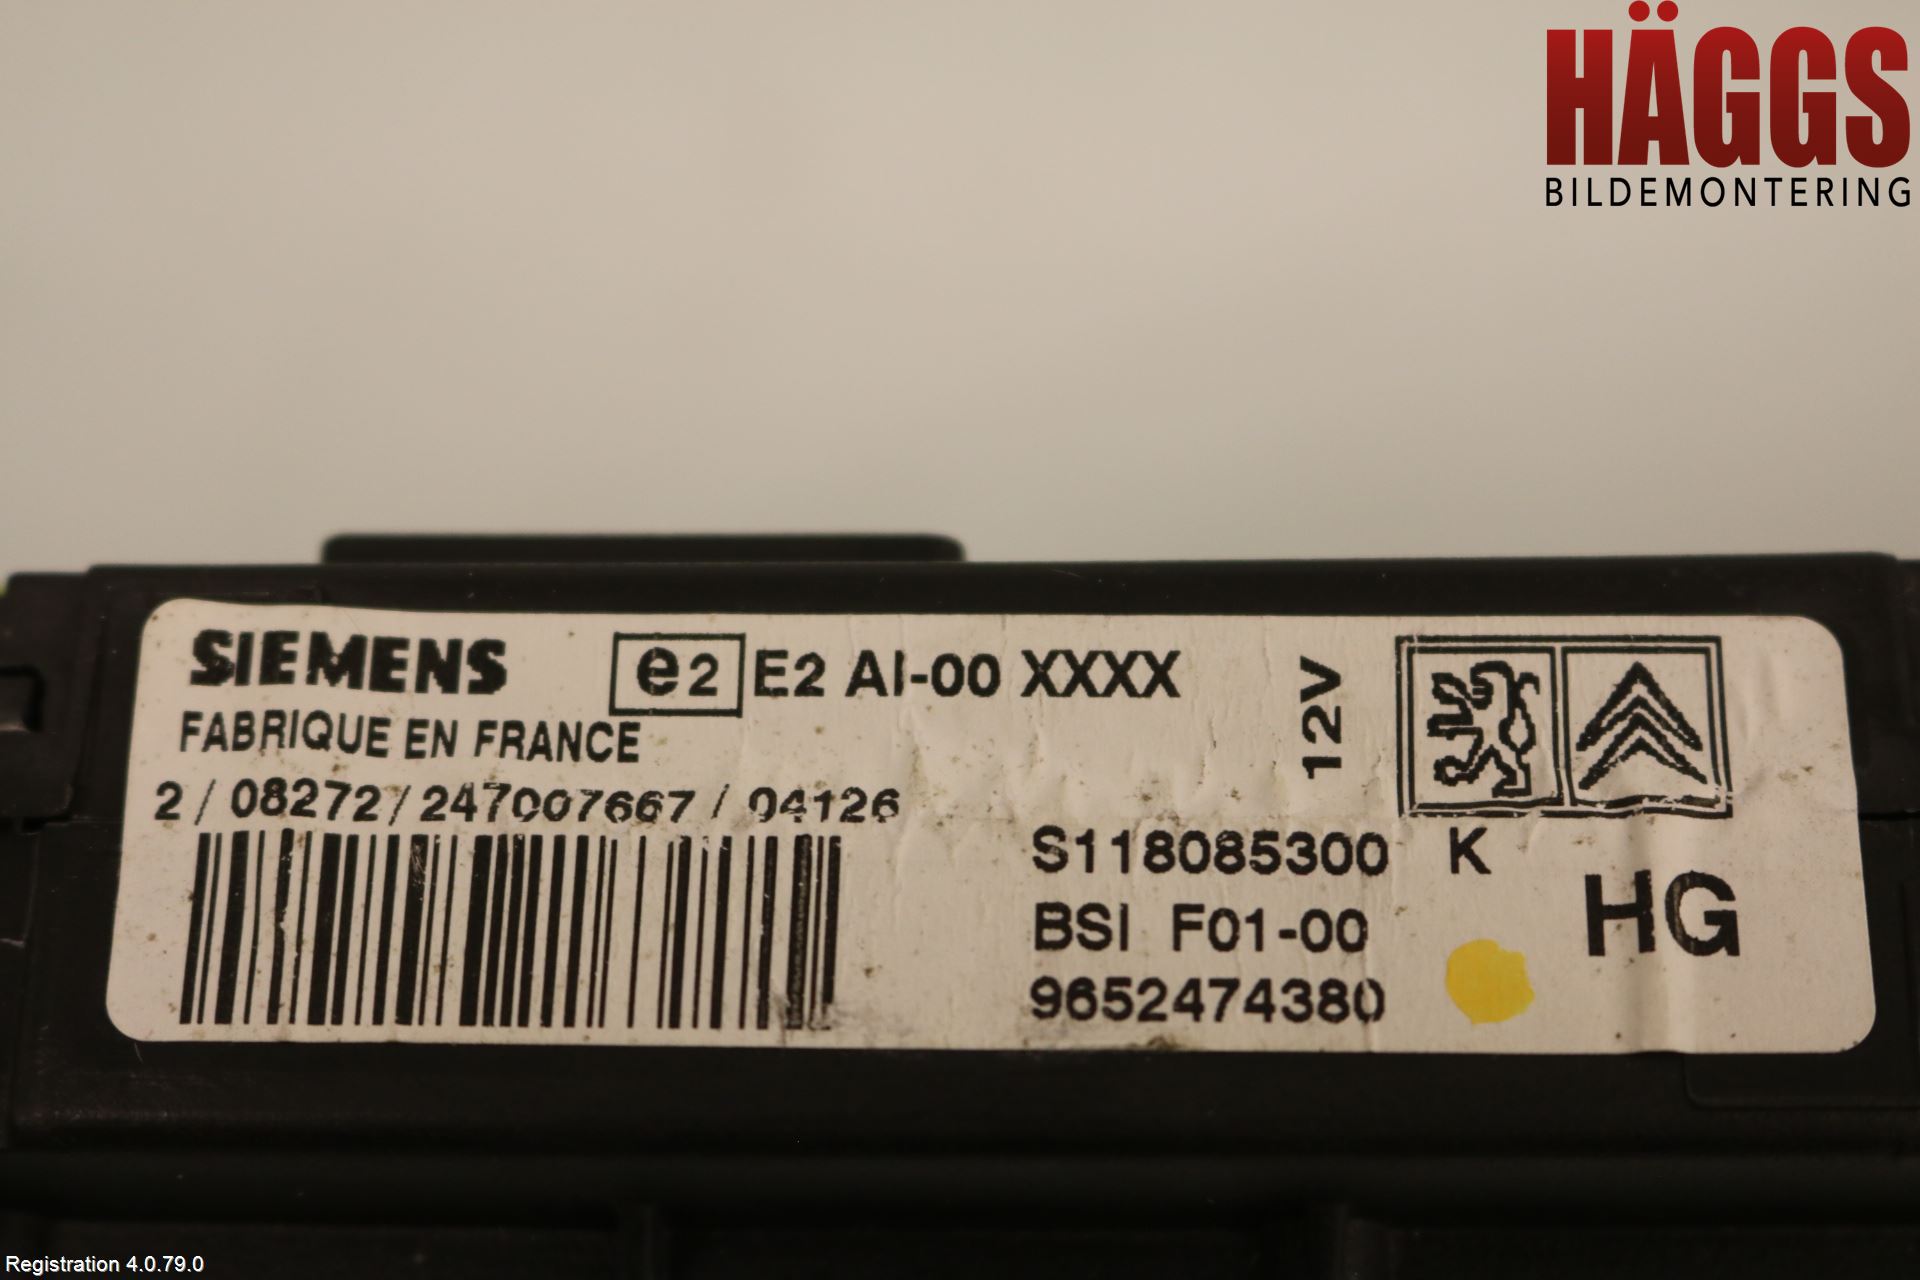 HÄGGS
BILDEMONTERING
SIEMENS e2 E2 AI-00 XXXX
12V
FABRIQUE EN FRANCE
2/08272/247007667/04126
S118085300 K
HG
BSI F01-00
9652474380
Registration 4.0.79.0